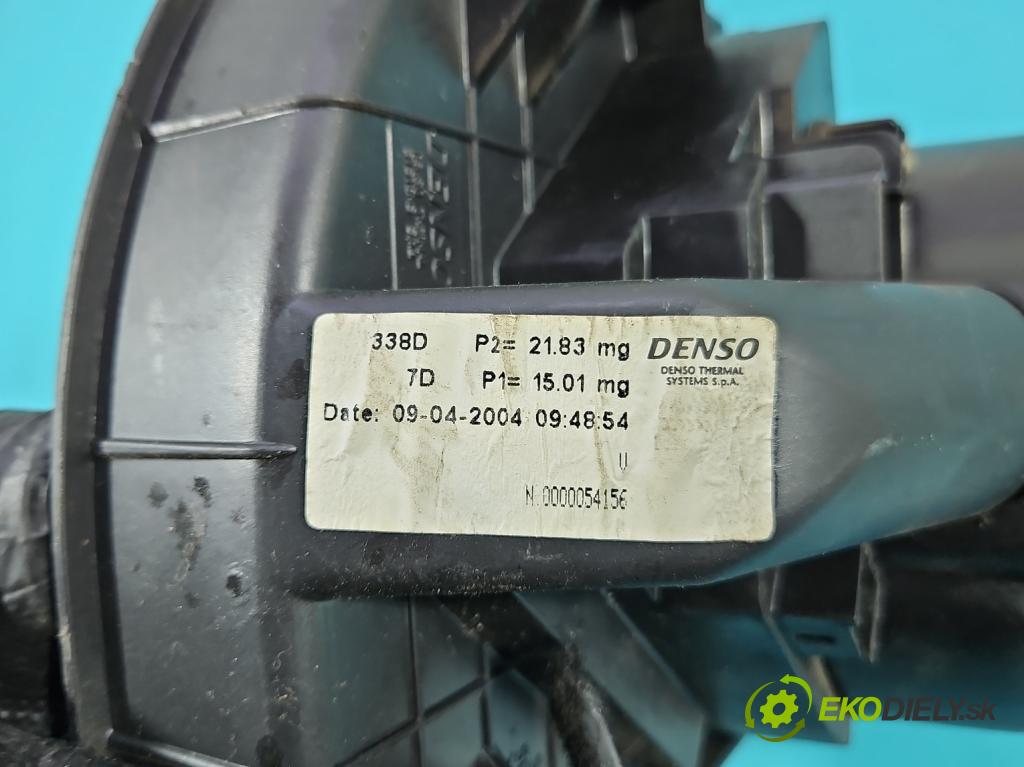 DENSO
338D P2= 21.83 mg DENSO
7D P1= 15.01 mg DENSO THERMAL
SYSTEMS S.p.A.
Date: 09-04-2004 09:48:54
V
N 0000054156
EKODIELY.sk